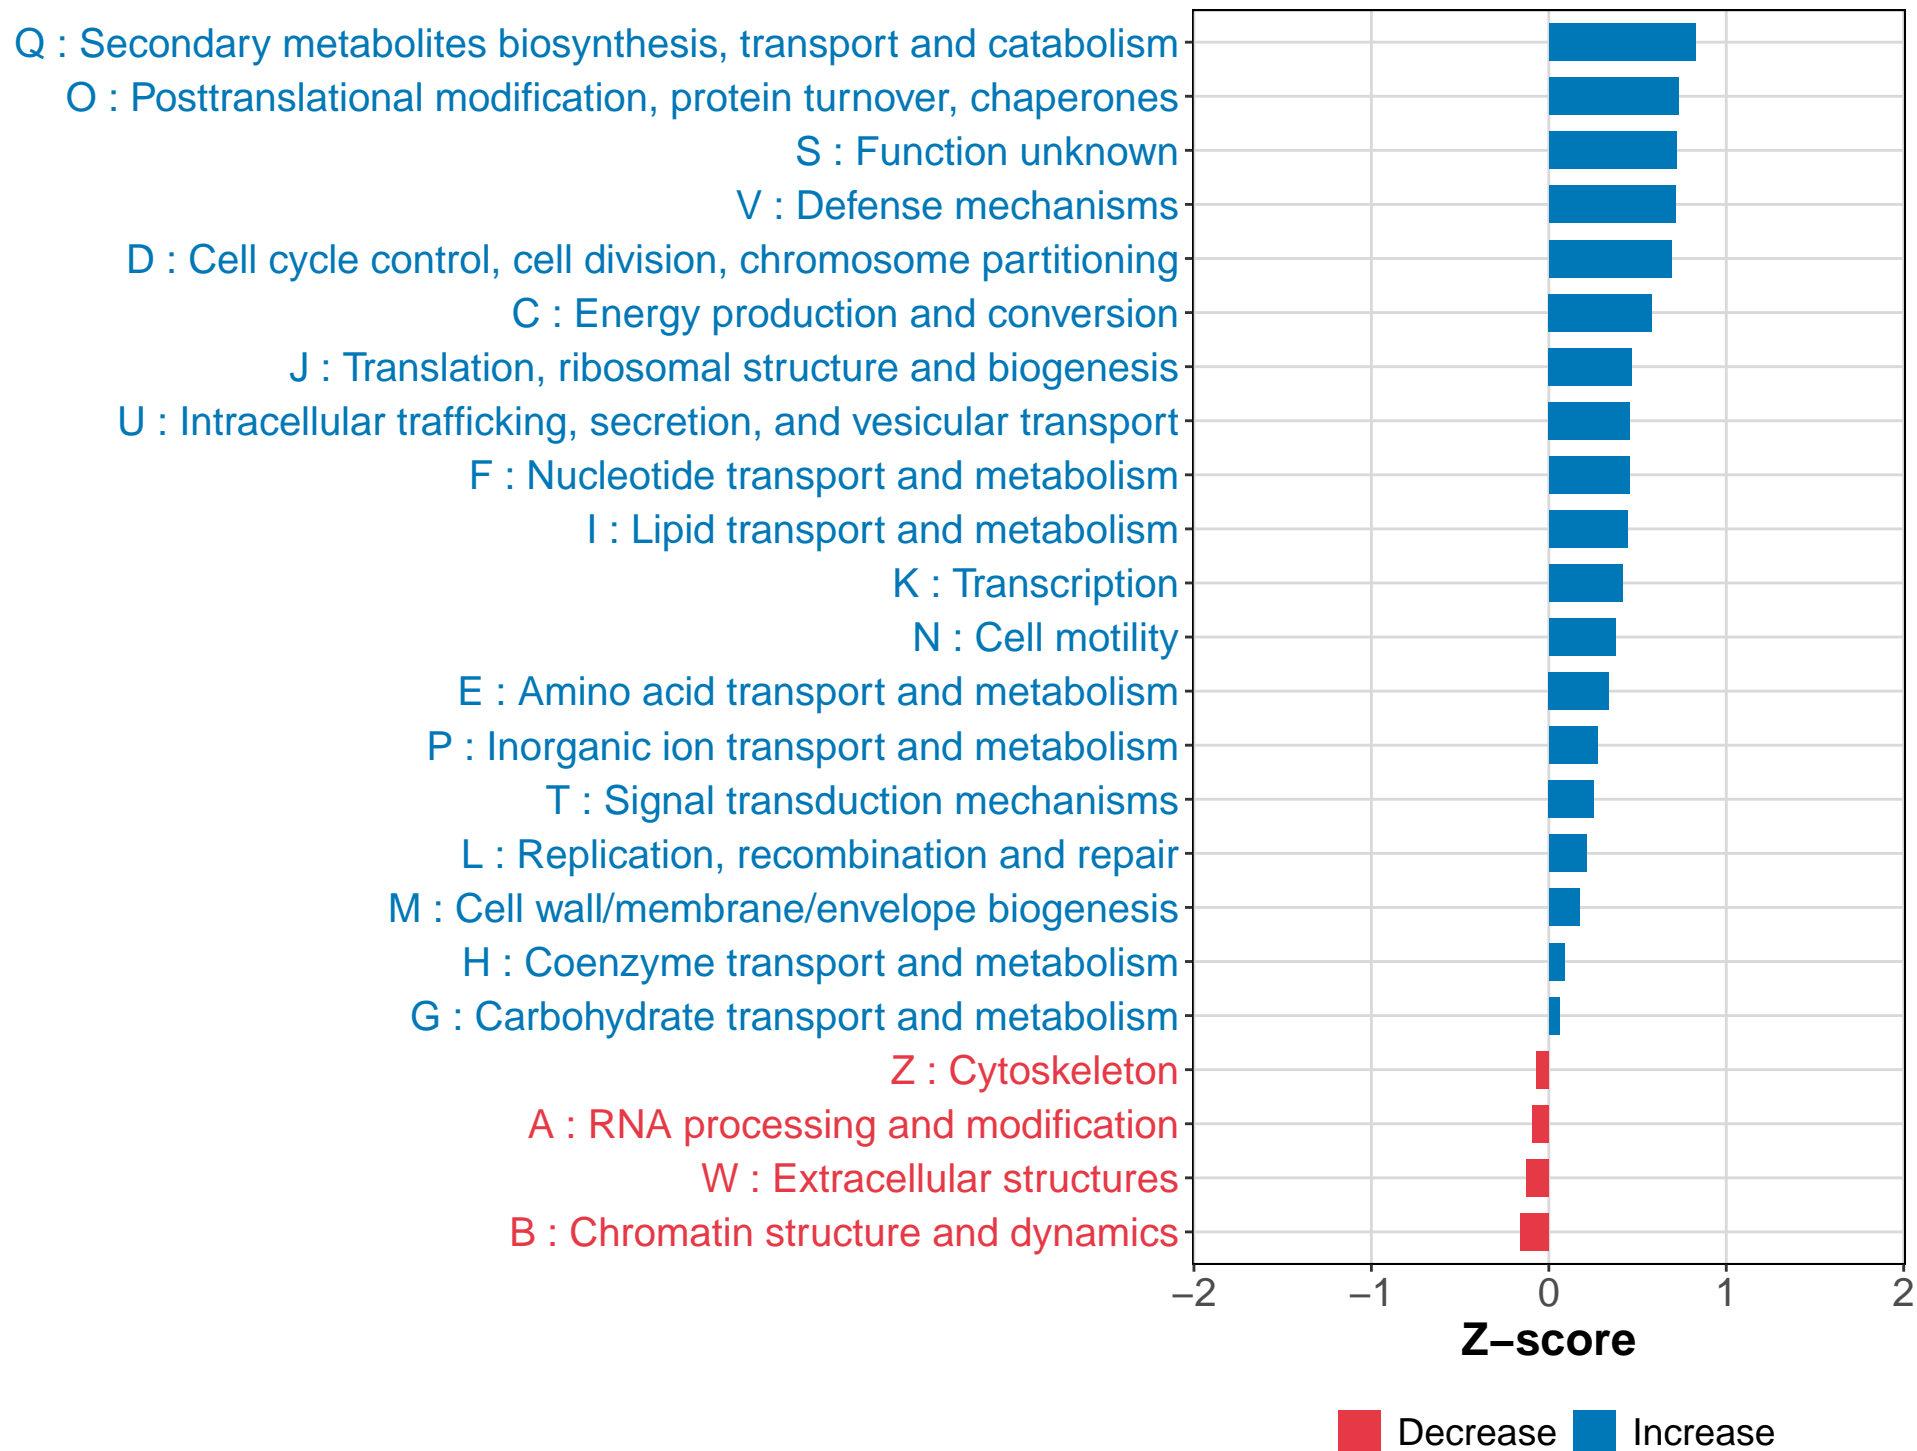 Q : Secondary metabolites biosynthesis, transport and catabolism
O : Posttranslational modification, protein turnover, chaperones
S : Function unknown
V : Defense mechanisms
D : Cell cycle control, cell division, chromosome partitioning
C : Energy production and conversion
J : Translation, ribosomal structure and biogenesis
U : Intracellular trafficking, secretion, and vesicular transport
F : Nucleotide transport and metabolism
I : Lipid transport and metabolism
K : Transcription
N : Cell motility
E : Amino acid transport and metabolism
P : Inorganic ion transport and metabolism
T : Signal transduction mechanisms
L : Replication, recombination and repair
M : Cell wall/membrane/envelope biogenesis
H : Coenzyme transport and metabolism
G : Carbohydrate transport and metabolism
Z : Cytoskeleton
A : RNA processing and modification
W : Extracellular structures
B : Chromatin structure and dynamics
−2 −1 0 1 2
Z−score
Decrease Increase